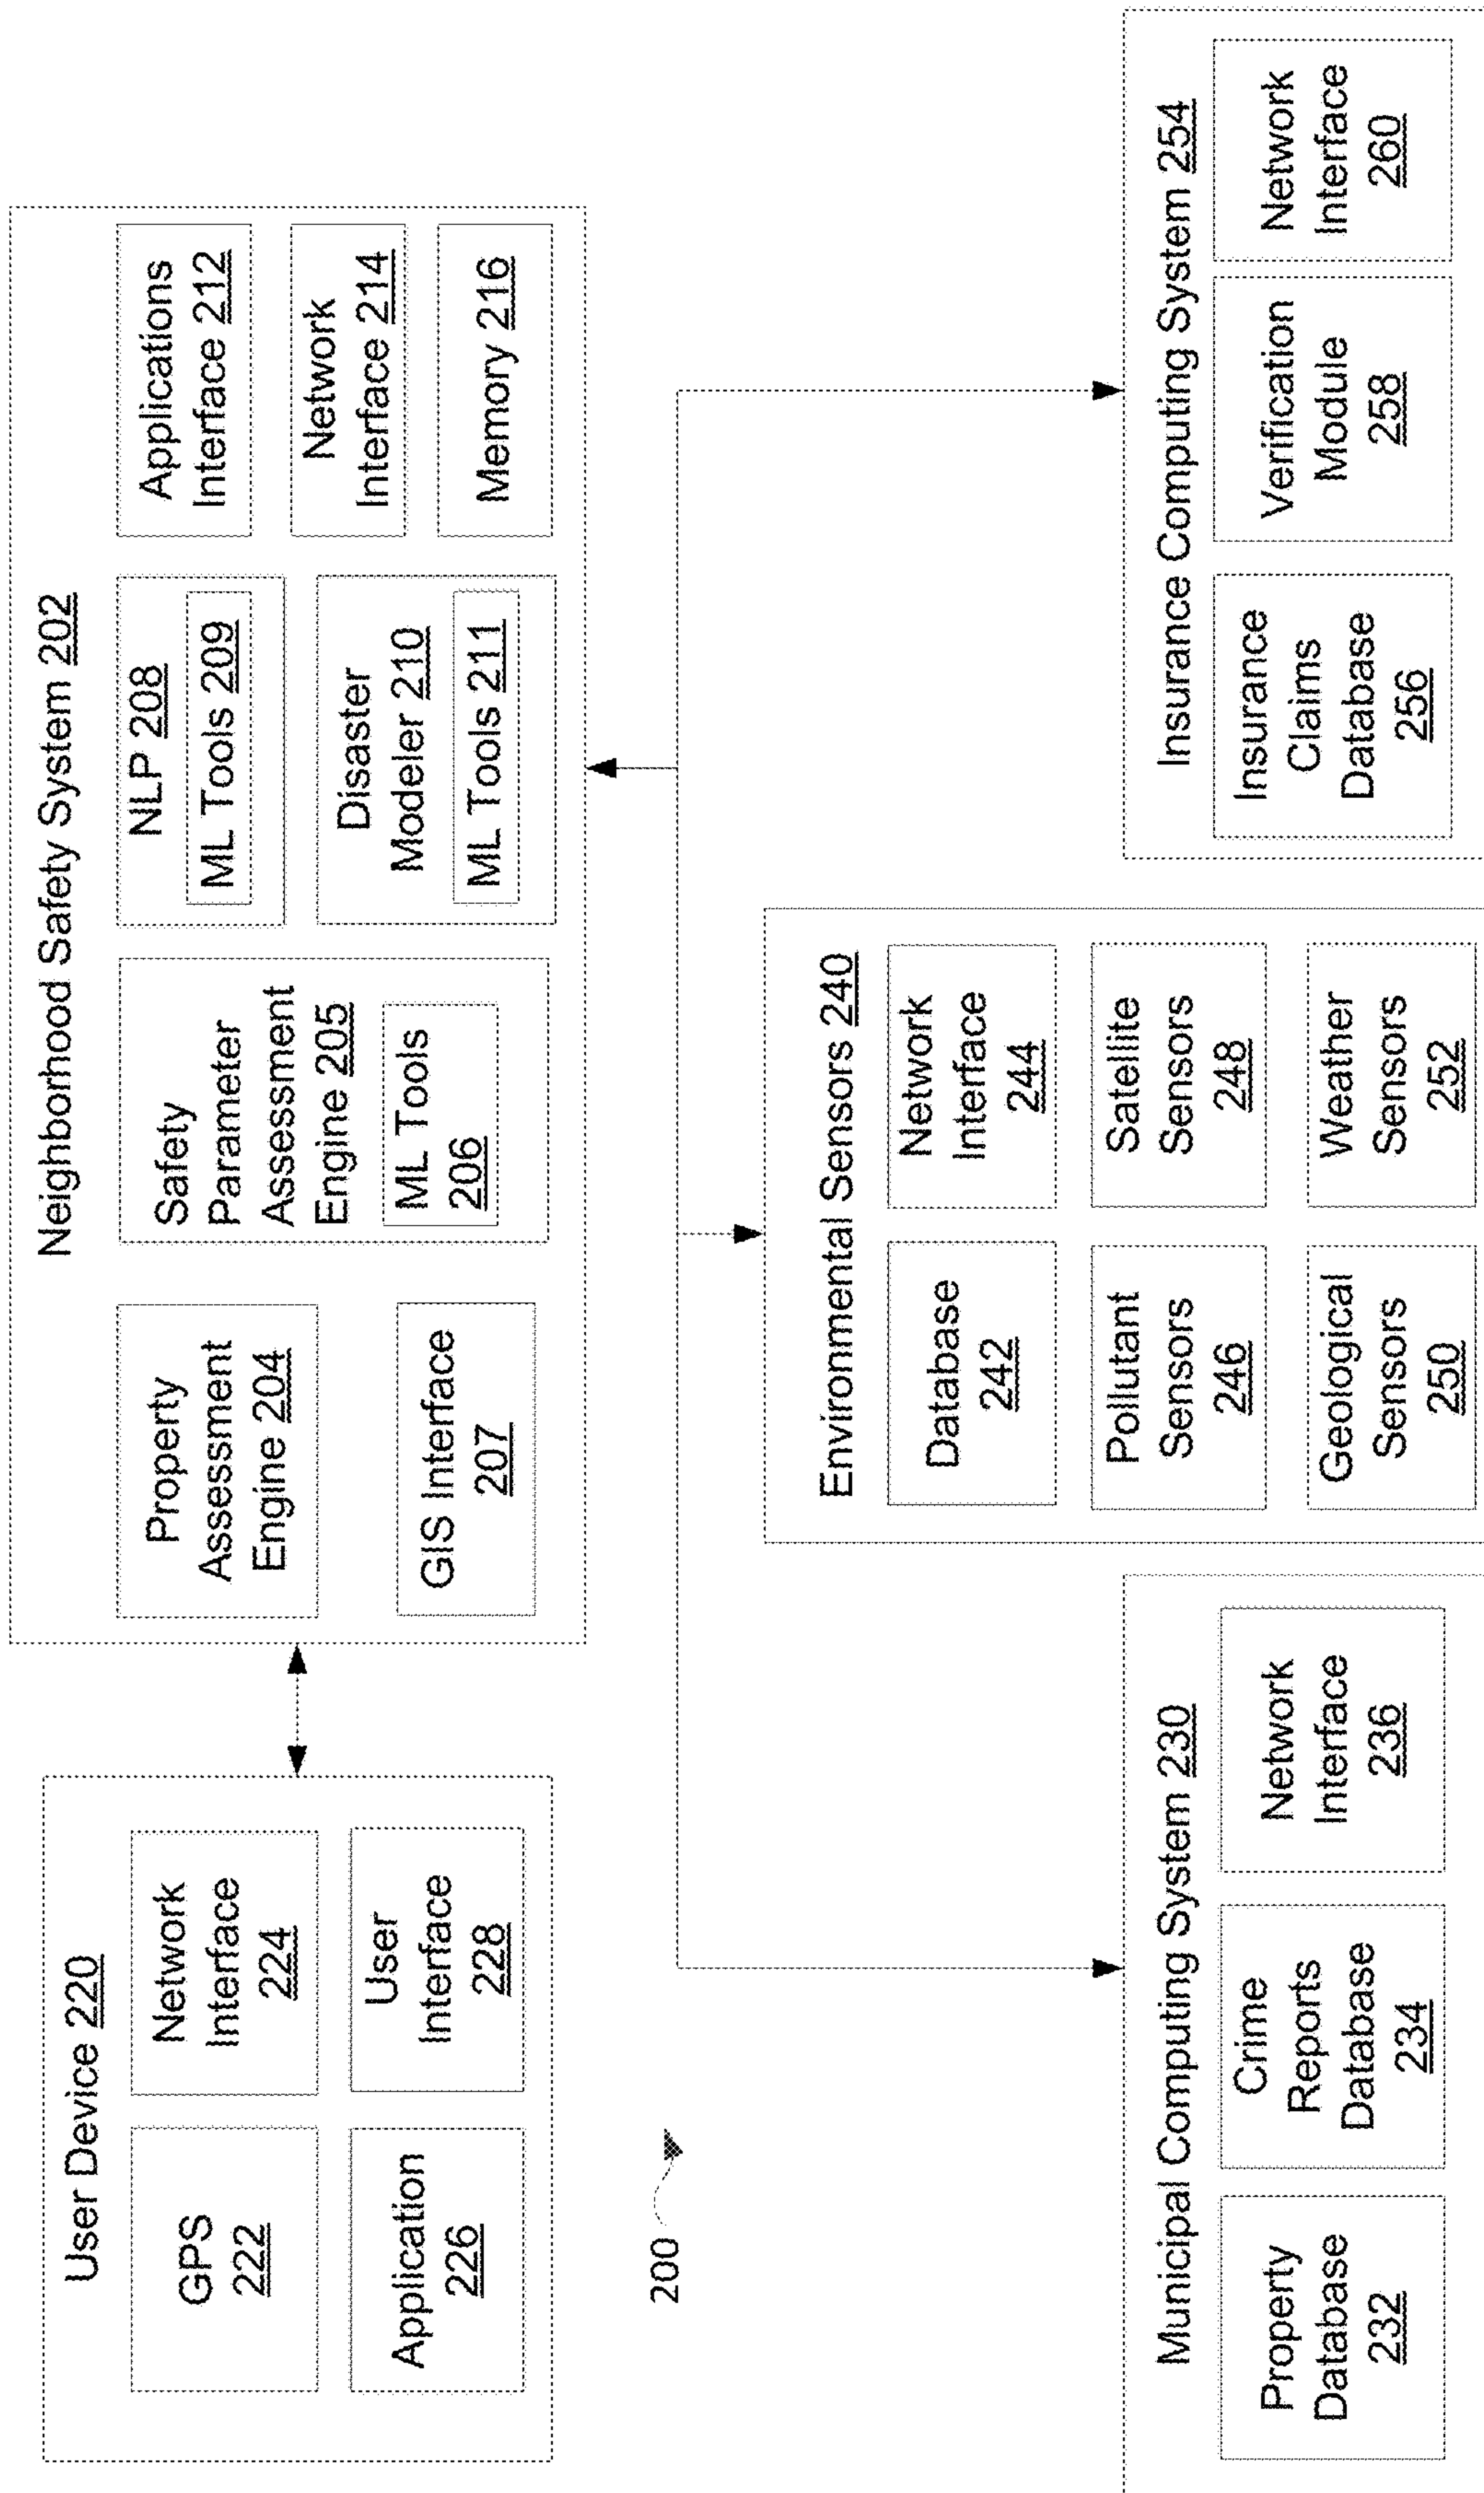 User Device 220
GPS
222
Network
Interface
224
Application
226
User
Interface
228
Neighborhood Safety System 202
Property
Assessment
Engine 204
GIS Interface
207
Safety
Parameter
Assessment
Engine 205
ML Tools
206
NLP 208
ML Tools 209
Disaster
Modeler 210
ML Tools 211
Applications
Interface 212
Network
Interface 214
Memory 216
200
Municipal Computing System 230
Property
Database
232
Crime
Reports
Database
234
Network
Interface
236
Environmental Sensors 240
Database
242
Network
Interface
244
Pollutant
Sensors
246
Satellite
Sensors
248
Geological
Sensors
250
Weather
Sensors
252
Insurance Computing System 254
Insurance
Claims
Database
256
Verification
Module
258
Network
Interface
260